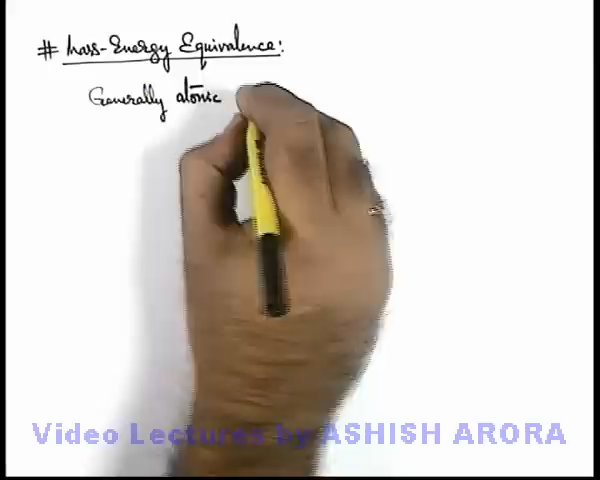 # Mass-Energy Equivalence:
Generally atomic
Video Lectures by ASHISH ARORA